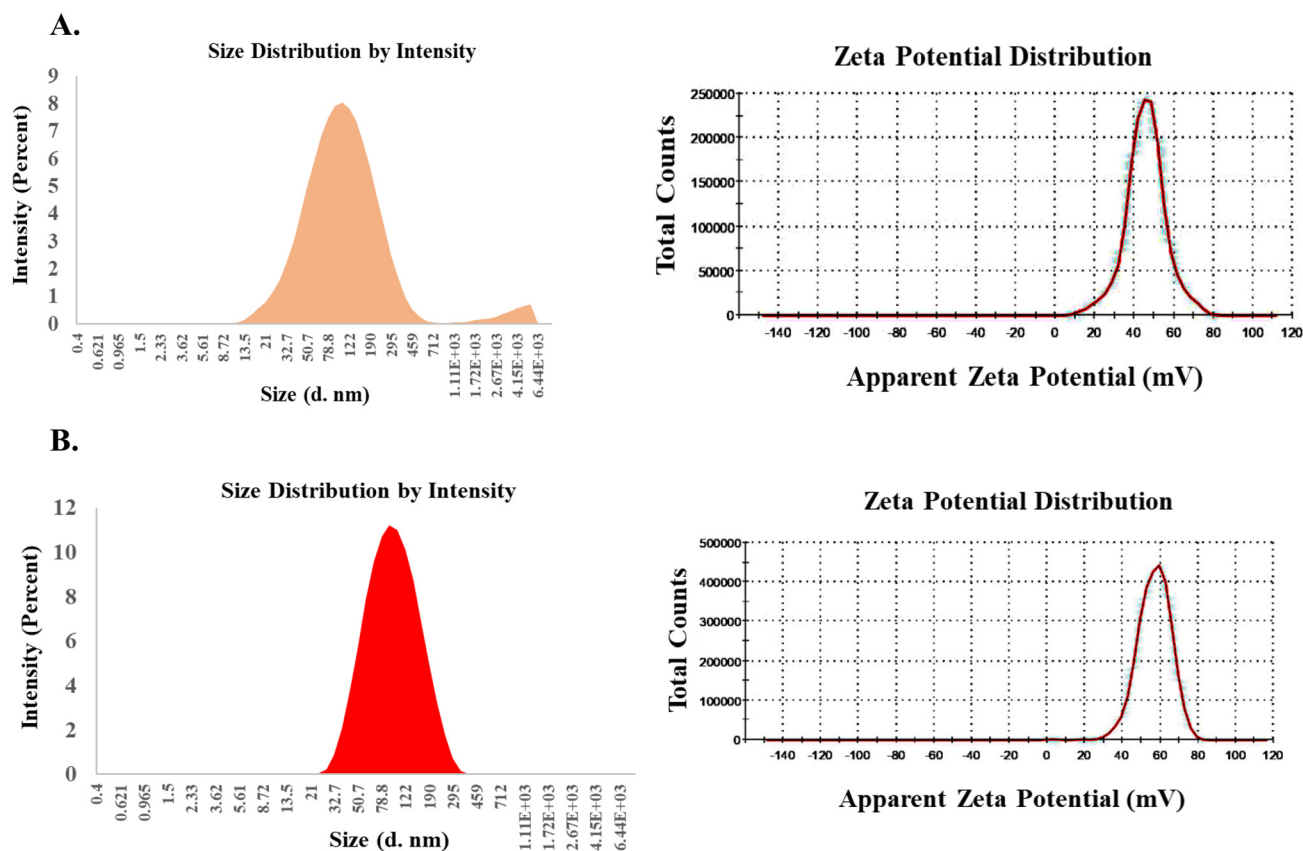 A.
Size Distribution by Intensity
Intensity (Percent)
9
8
7
6
5
4
3
2
1
0
0.4
0.621
0.965
1.5
2.33
3.62
5.61
8.72
13.5
21
32.7
50.7
78.8
122
190
295
459
712
1.11E+03
1.72E+03
2.67E+03
4.15E+03
6.44E+03
Size (d. nm)
Zeta Potential Distribution
Total Counts
250000
200000
150000
100000
50000
0
-140 -120 -100 -80 -60 -40 -20 0 20 40 60 80 100 120
Apparent Zeta Potential (mV)
B.
Size Distribution by Intensity
Intensity (Percent)
12
10
8
6
4
2
0
0.4
0.621
0.965
1.5
2.33
3.62
5.61
8.72
13.5
21
32.7
50.7
78.8
122
190
295
459
712
1.11E+03
1.72E+03
2.67E+03
4.15E+03
6.44E+03
Size (d. nm)
Zeta Potential Distribution
Total Counts
500000
400000
300000
200000
100000
0
-140 -120 -100 -80 -60 -40 -20 0 20 40 60 80 100 120
Apparent Zeta Potential (mV)